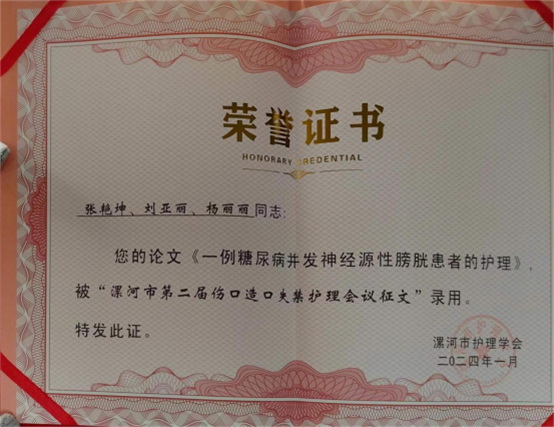 荣誉证书
HONORARY CREDENTIAL
张艳坤、刘亚丽、杨丽丽同志:
您的论文《一例糖尿病并发神经源性膀胱患者的护理》,
被“漯河市第二届伤口造口失禁护理会议征文”录用。
特发此证。
漯河市护理学会
二〇二四年一月